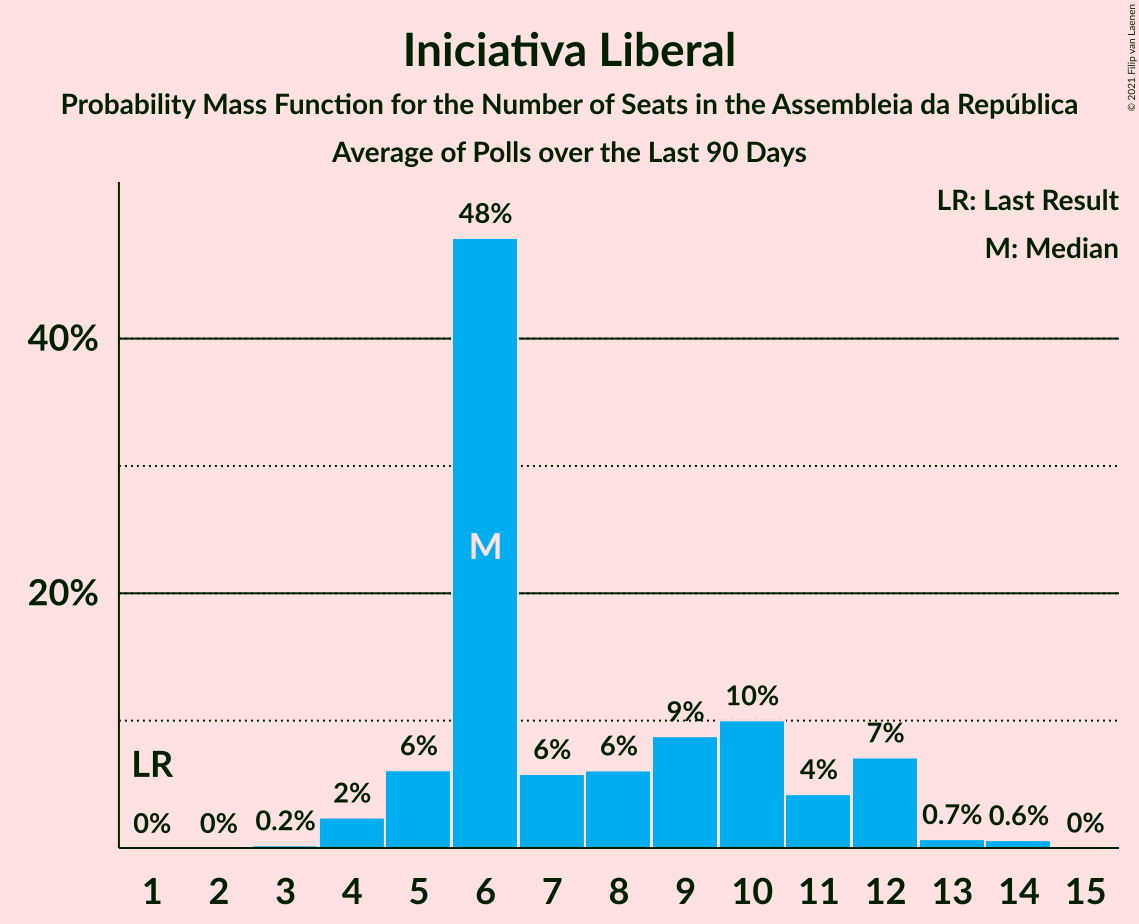 Iniciativa Liberal
Probability Mass Function for the Number of Seats in the Assembleia da República
Average of Polls over the Last 90 Days
© 2021 Filip van Laenen
LR: Last Result
M: Median
48%
40%
M
20%
10%
9%
7%
6%
6%
6%
4%
LR
2%
0%
0%
0.2%
0.7%
0.6%
0%
1 2 3 4 5 6 7 8 9 10 11 12 13 14 15